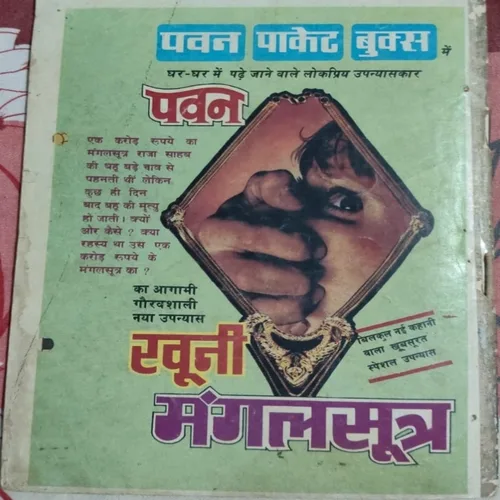 पवन पाकेट बुक्स में
घर-घर में पढ़े जाने वाले लोकप्रिय उपन्यासकार
पवन
एक करोड़ रूपये का
मंगलसूत्र राजा साहब
की बहु बड़े चाव से
पहनती थीं लेकिन
कुछ ही दिन
बाद बहु की मृत्यु
हो जाती। क्यों
और कैसे ? क्या
रहस्य था उस एक
करोड़ रूपये के
मंगलसूत्र का ?
का आगामी
गौरवशाली
नया उपन्यास
खूनी
बिलकुल नई कहानी
वाला खूबसूरत
स्पेशल उपन्यास
मंगलसूत्र